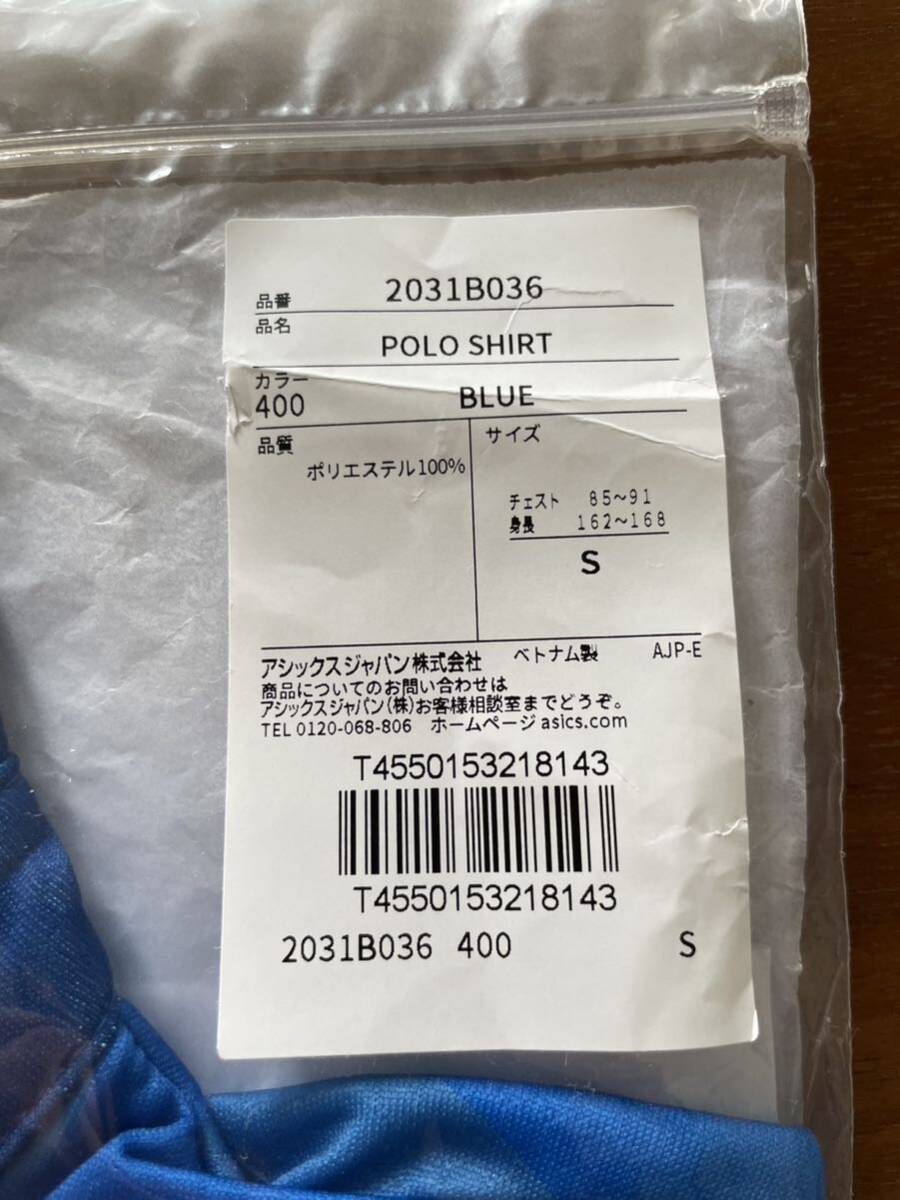 品番 2031B036
品名
POLO SHIRT
カラー
400 BLUE
品質
ポリエステル100%
サイズ
チェスト 85~91
身長 162~168
S
アシックスジャパン株式会社 ベトナム製 AJP-E
商品についてのお問い合わせは
アシックスジャパン(株)お客様相談室までどうぞ。
TEL 0120-068-806 ホームページ asics.com
T4550153218143
T4550153218143
2031B036 400 S